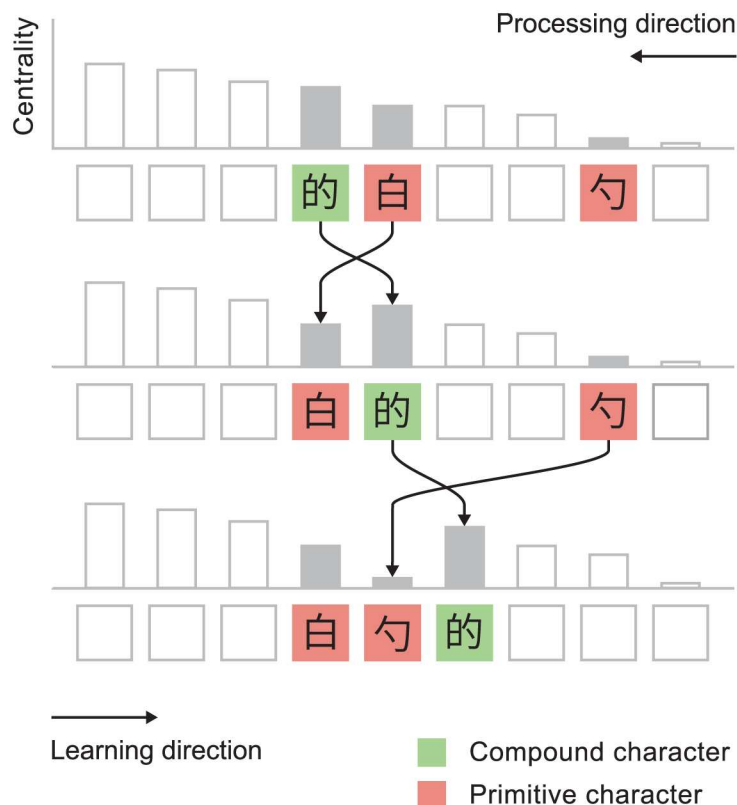 Processing direction
Centrality
的 白 勺
白 的 勺
白 勺 的
Learning direction
Compound character
Primitive character